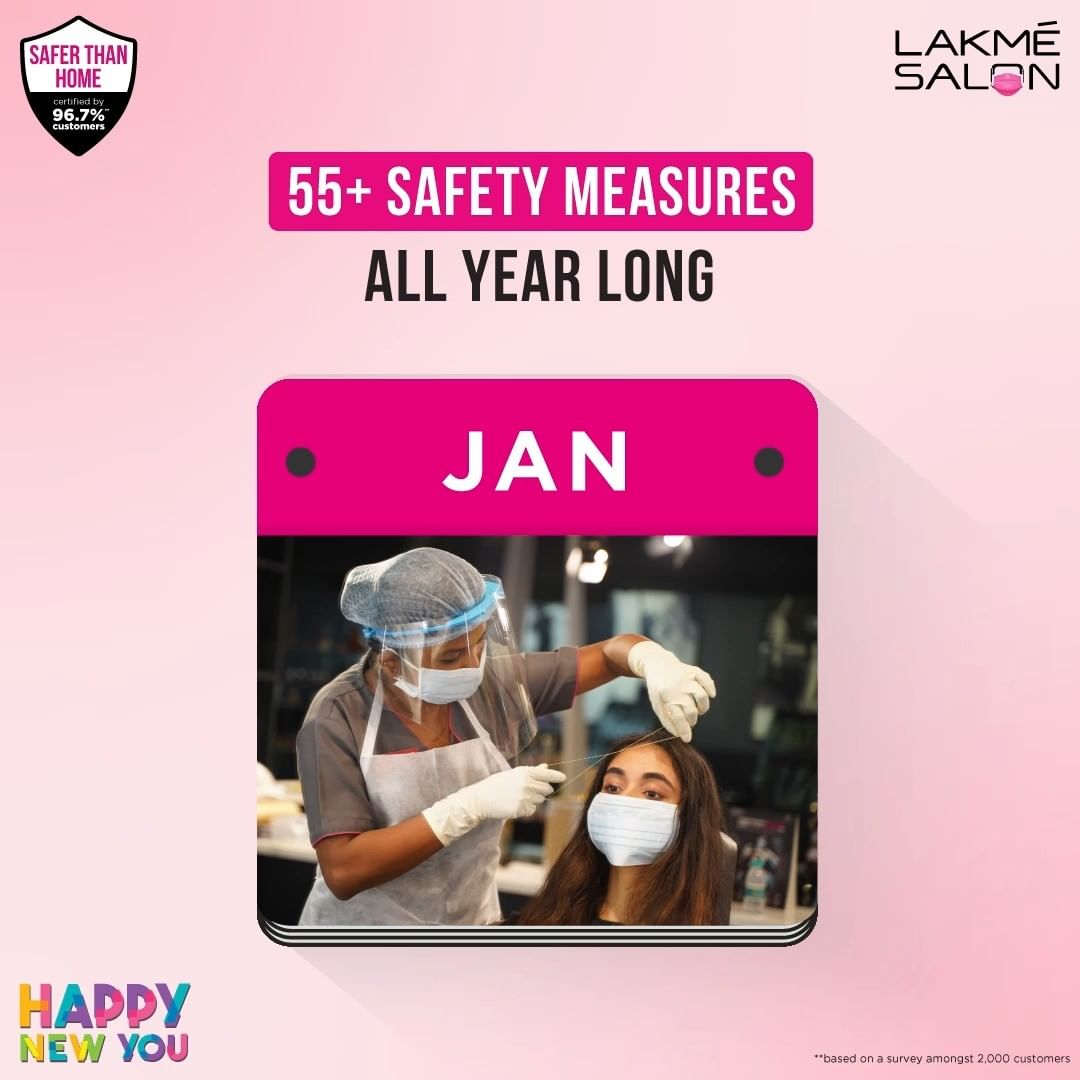 SAFER THAN
HOME
certified by
96.7%**
customers
LAKMÉ
SALON
55+ SAFETY MEASURES
ALL YEAR LONG
JAN
HAPPY
NEW YOU
**based on a survey amongst 2,000 customers